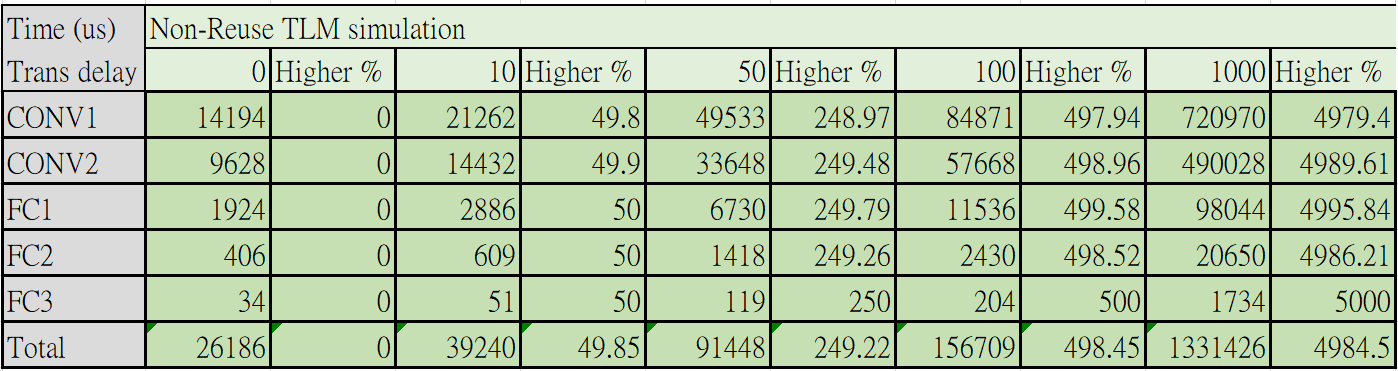 Time (us) Non-Reuse TLM simulation
Trans delay 0 Higher % 10 Higher % 50 Higher % 100 Higher % 1000 Higher %
CONV1 14194 0 21262 49.8 49533 248.97 84871 497.94 720970 4979.4
CONV2 9628 0 14432 49.9 33648 249.48 57668 498.96 490028 4989.61
FC1 1924 0 2886 50 6730 249.79 11536 499.58 98044 4995.84
FC2 406 0 609 50 1418 249.26 2430 498.52 20650 4986.21
FC3 34 0 51 50 119 250 204 500 1734 5000
Total 26186 0 39240 49.85 91448 249.22 156709 498.45 1331426 4984.5